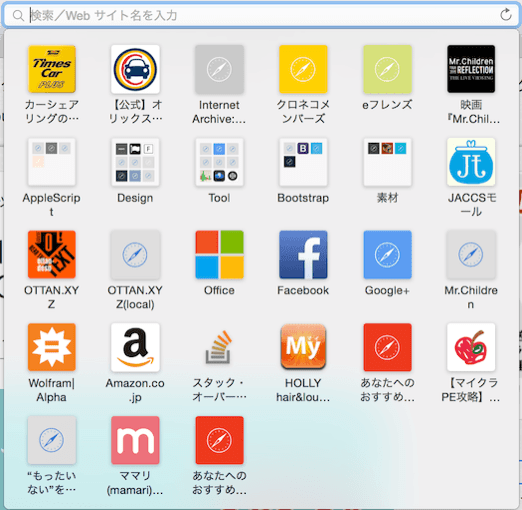 検索／Web サイト名を入力
Times
Car
PLUS
Mr.Children
REFLECTION
カーシェア
リングの…
【公式】オ
リックス…
Internet
Archive:…
クロネコメ
ンバーズ
eフレンズ
映画
『Mr.Chil…
F
B
Jt
AppleScrip
t
Design
Tool
Bootstrap
素材
JACCSモ
ール
OTTAN.XY
Z
OTTAN.XY
Z(local)
Office
Facebook
Google+
Mr.Childre
n
My
Wolfram|
Alpha
Amazon.co
.jp
スタック・
オーバー…
HOLLY
hair&lou…
あなたへの
おすすめ…
【マイクラ
PE攻略】…
“もったい
ない”を…
ママリ
(mamari)…
あなたへの
おすすめ…